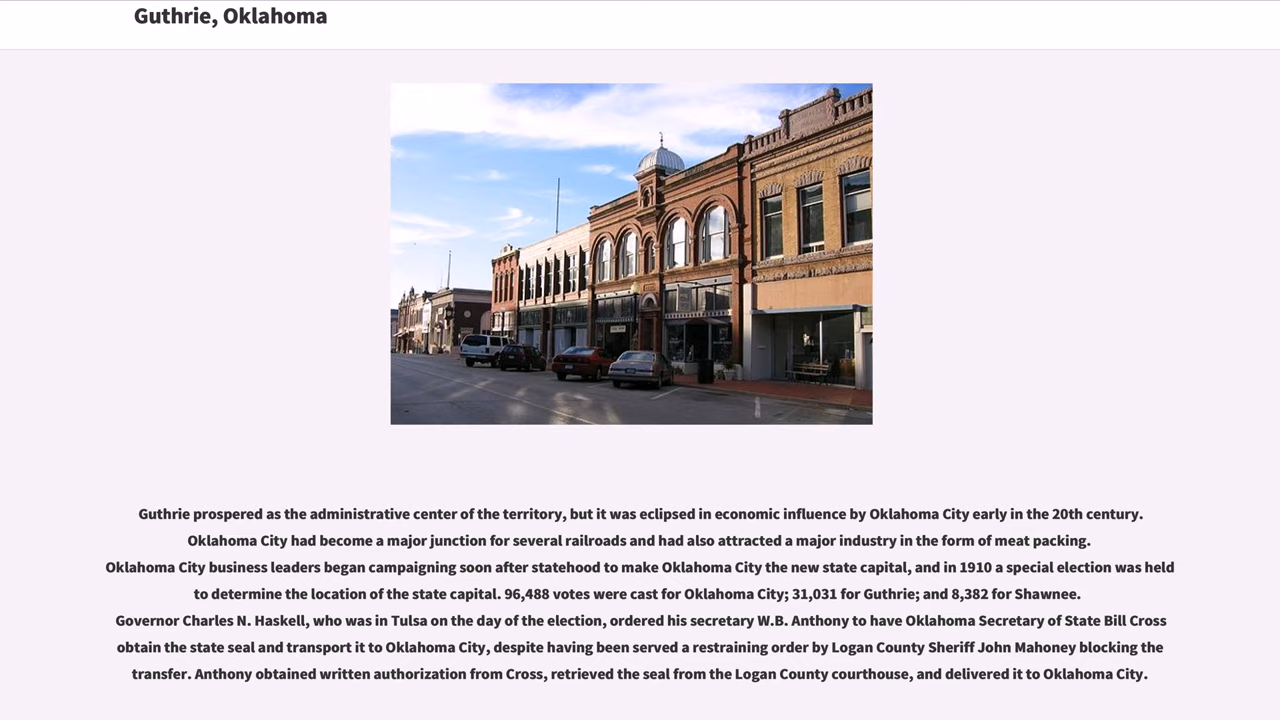 Guthrie, Oklahoma
Guthrie prospered as the administrative center of the territory, but it was eclipsed in economic influence by Oklahoma City early in the 20th century.
Oklahoma City had become a major junction for several railroads and had also attracted a major industry in the form of meat packing.
Oklahoma City business leaders began campaigning soon after statehood to make Oklahoma City the new state capital, and in 1910 a special election was held
to determine the location of the state capital. 96,488 votes were cast for Oklahoma City; 31,031 for Guthrie; and 8,382 for Shawnee.
Governor Charles N. Haskell, who was in Tulsa on the day of the election, ordered his secretary W.B. Anthony to have Oklahoma Secretary of State Bill Cross
obtain the state seal and transport it to Oklahoma City, despite having been served a restraining order by Logan County Sheriff John Mahoney blocking the
transfer. Anthony obtained written authorization from Cross, retrieved the seal from the Logan County courthouse, and delivered it to Oklahoma City.